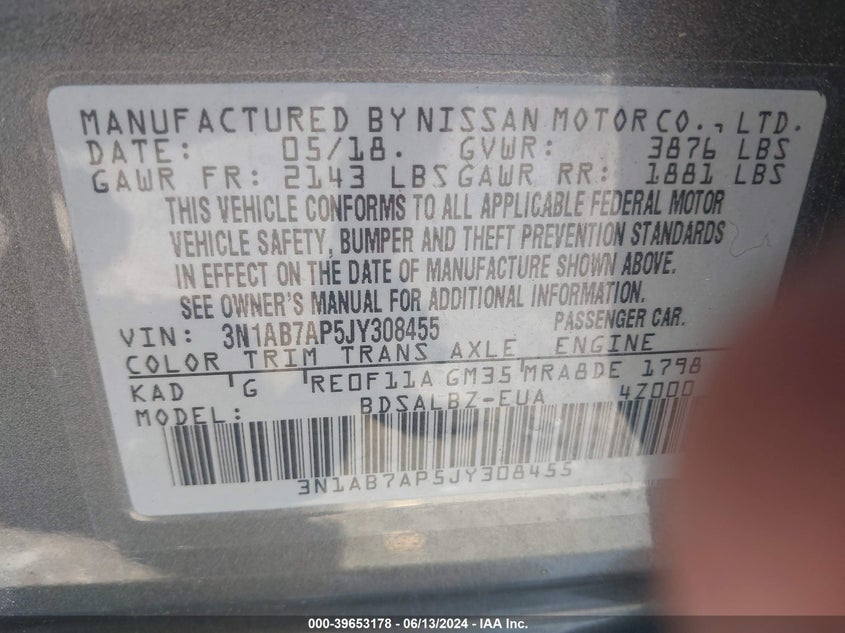 MANUFACTURED BY NISSAN MOTOR CO., LTD.
DATE: 05/18. GVWR: 3876 LBS
GAWR FR: 2143 LBS GAWR RR: 1881 LBS
THIS VEHICLE CONFORMS TO ALL APPLICABLE FEDERAL MOTOR
VEHICLE SAFETY, BUMPER AND THEFT PREVENTION STANDARDS
IN EFFECT ON THE DATE OF MANUFACTURE SHOWN ABOVE.
SEE OWNER'S MANUAL FOR ADDITIONAL INFORMATION.
VIN: 3N1AB7AP5JY308455 PASSENGER CAR.
COLOR TRIM TRANS AXLE ENGINE
KAD G RE0F11A GM35 MRA8DE 1798
MODEL: BDSALBZ-EUA 4Z000
3N1AB7AP5JY308455
000-39653178 - 06/13/2024 - IAA Inc.